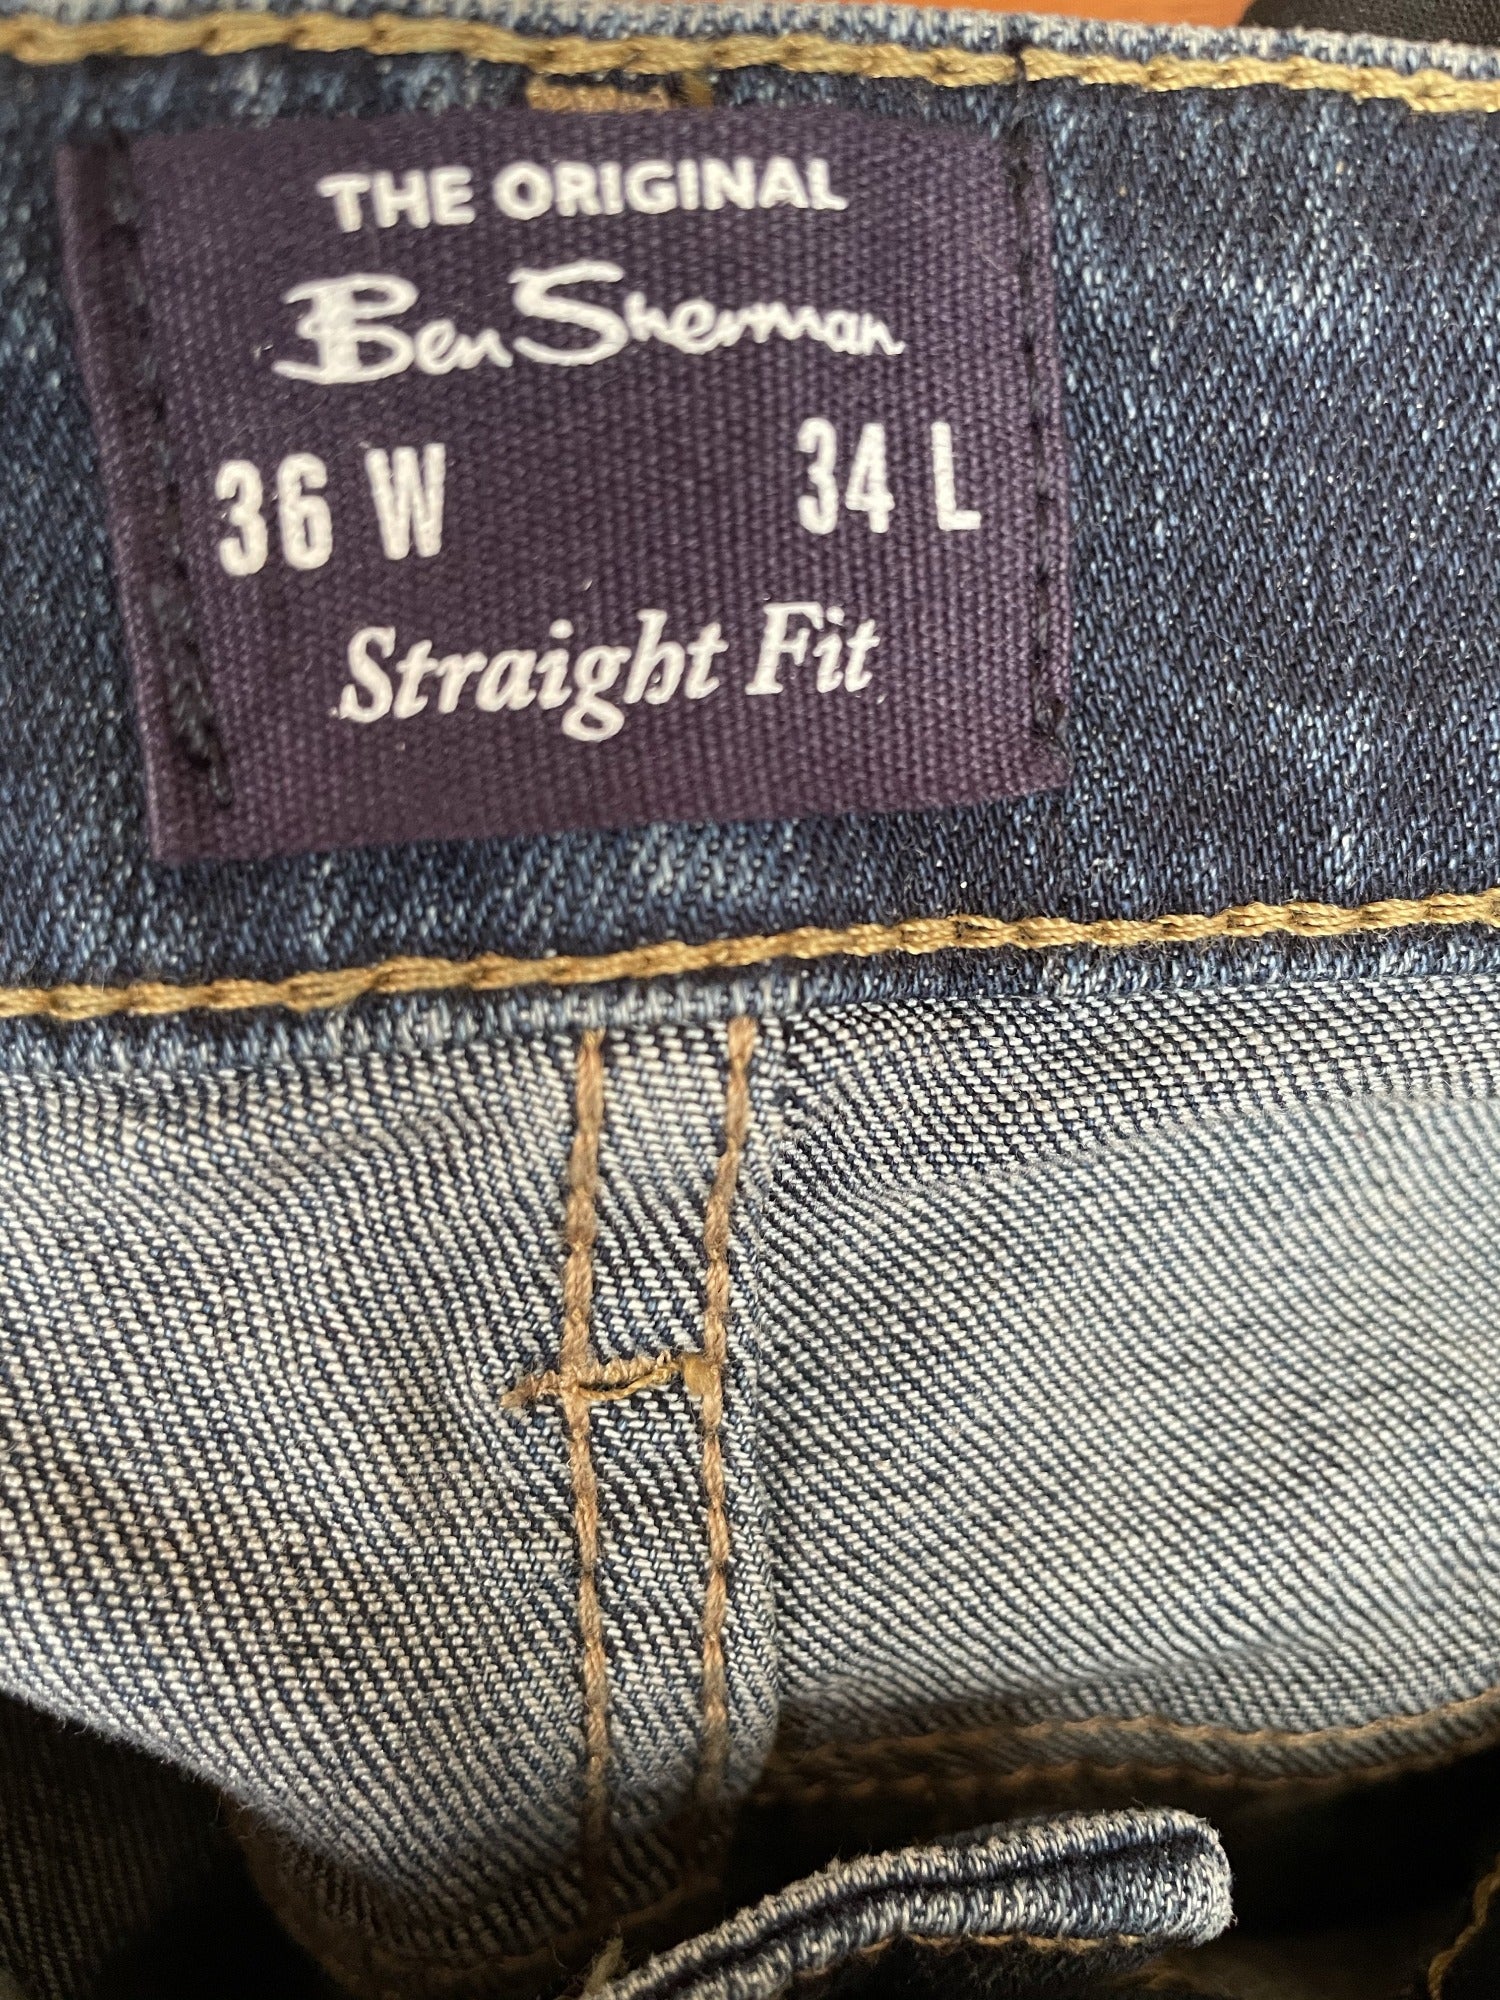 THE ORIGINAL
Ben Sherman
36 W 34 L
Straight Fit